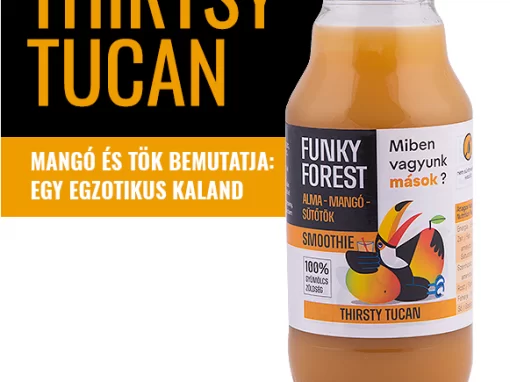 THIRTSY
TUCAN
MANGÓ ÉS TÖK BEMUTATJA:
EGY EGZOTIKUS KALAND
FUNKY
FOREST
ALMA - MANGÓ -
SÜTŐTÖK
SMOOTHIE
100%
GYÜMÖLCS
ZÖLDSÉG
Miben
vagyunk
mások?
THIRSTY TUCAN